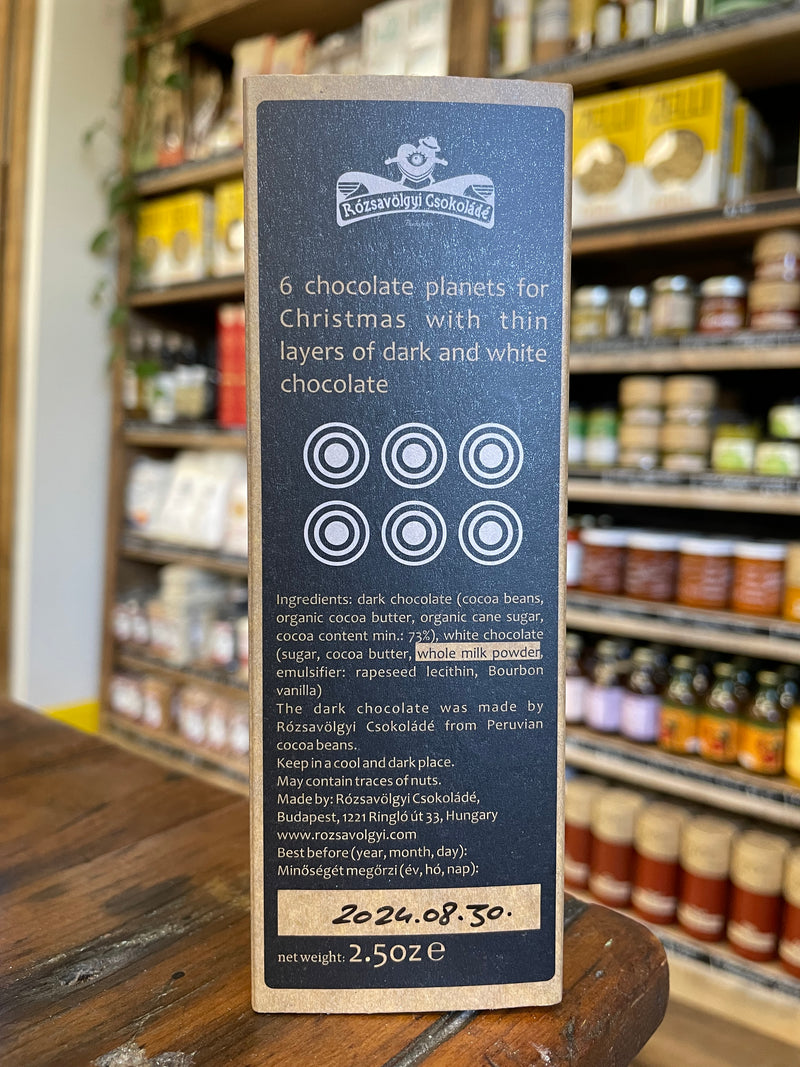 Rózsavölgyi Csokoládé
6 chocolate planets for
Christmas with thin
layers of dark and white
chocolate
Ingredients: dark chocolate (cocoa beans,
organic cocoa butter, organic cane sugar,
cocoa content min.: 73%), white chocolate
(sugar, cocoa butter, whole milk powder,
emulsifier: rapeseed lecithin, Bourbon
vanilla)
The dark chocolate was made by
Rózsavölgyi Csokoládé from Peruvian
cocoa beans.
Keep in a cool and dark place.
May contain traces of nuts.
Made by: Rózsavölgyi Csokoládé,
Budapest, 1221 Ringló út 33, Hungary
www.rozsavolgyi.com
Best before (year, month, day):
Minőségét megőrzi (év, hó, nap):
2024.08.30.
net weight: 2.5oz e